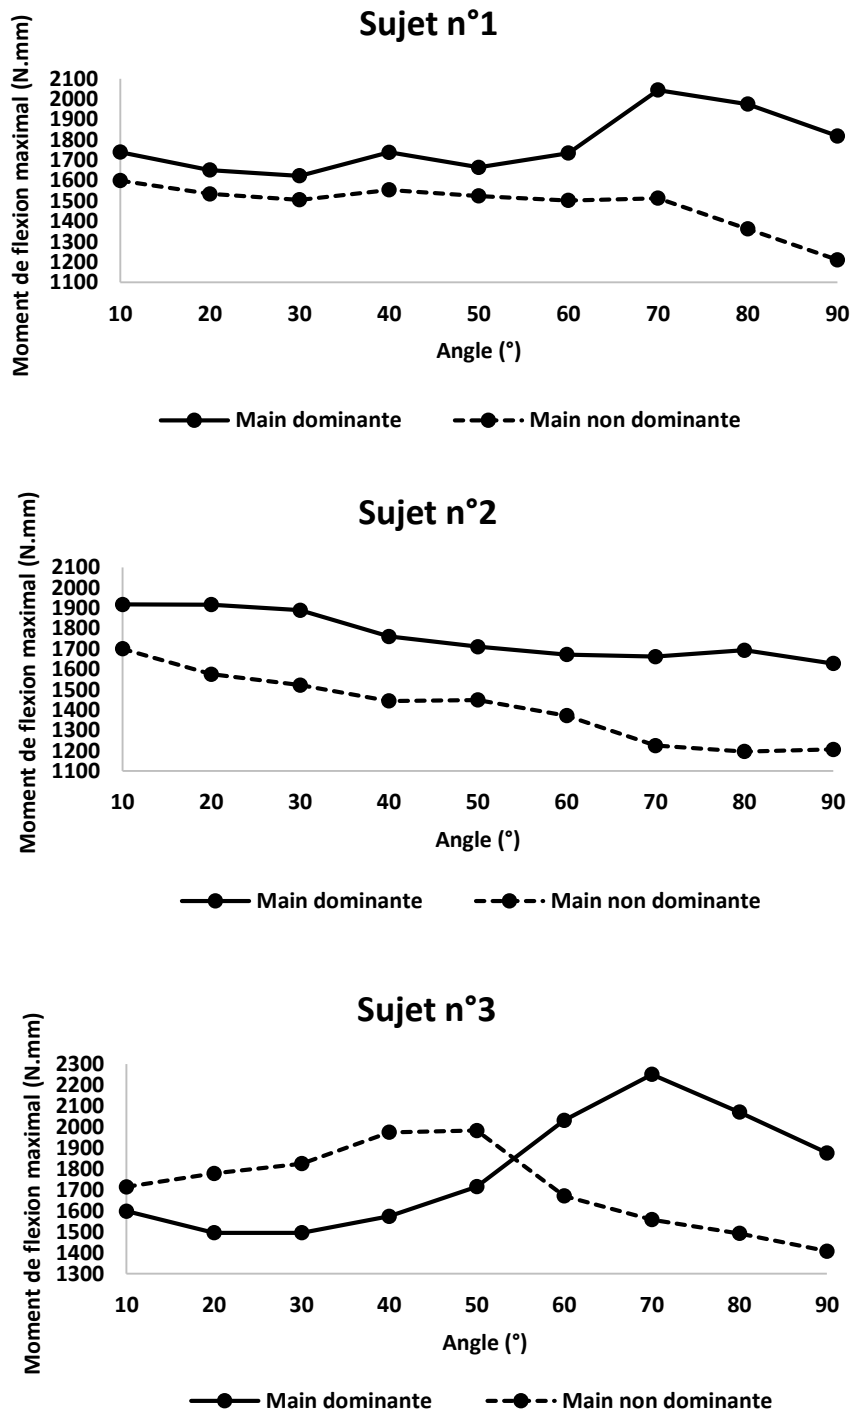 Sujet n°1
Moment de flexion maximal (N.mm)
2100
2000
1900
1800
1700
1600
1500
1400
1300
1200
1100
10 20 30 40 50 60 70 80 90
Angle (°)
Main dominante Main non dominante
Sujet n°2
Moment de flexion maximal (N.mm)
2100
2000
1900
1800
1700
1600
1500
1400
1300
1200
1100
10 20 30 40 50 60 70 80 90
Angle (°)
Main dominante Main non dominante
Sujet n°3
Moment de flexion maximal (N.mm)
2300
2200
2100
2000
1900
1800
1700
1600
1500
1400
1300
10 20 30 40 50 60 70 80 90
Angle (°)
Main dominante Main non dominante